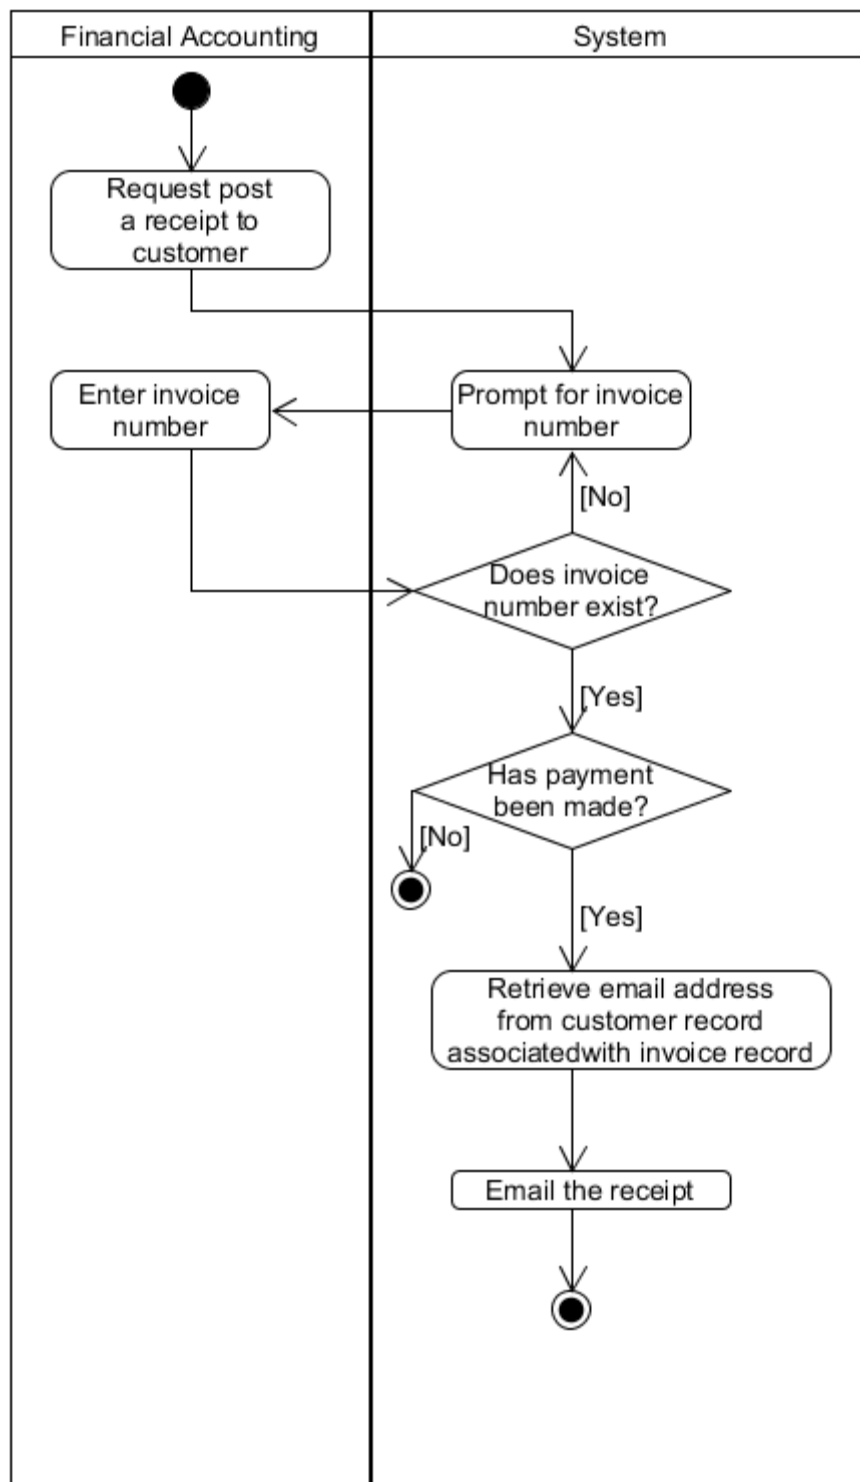 Financial Accounting
System
Request post
a receipt to
customer
Enter invoice
number
Prompt for invoice
number
[No]
Does invoice
number exist?
[Yes]
Has payment
been made?
[No]
[Yes]
Retrieve email address
from customer record
associatedwith invoice record
Email the receipt